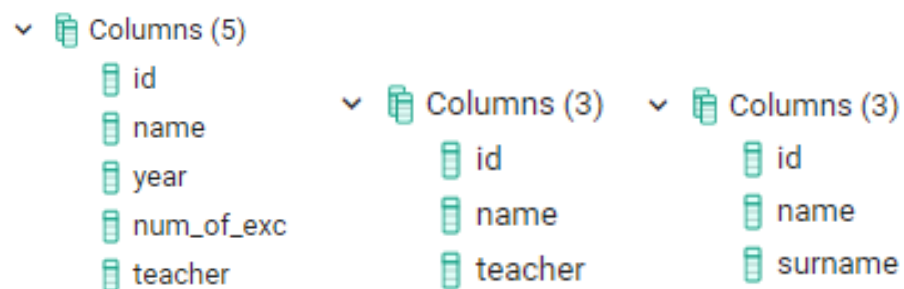 Columns (5)
id
name
year
num_of_exc
teacher
Columns (3)
id
name
teacher
Columns (3)
id
name
surname